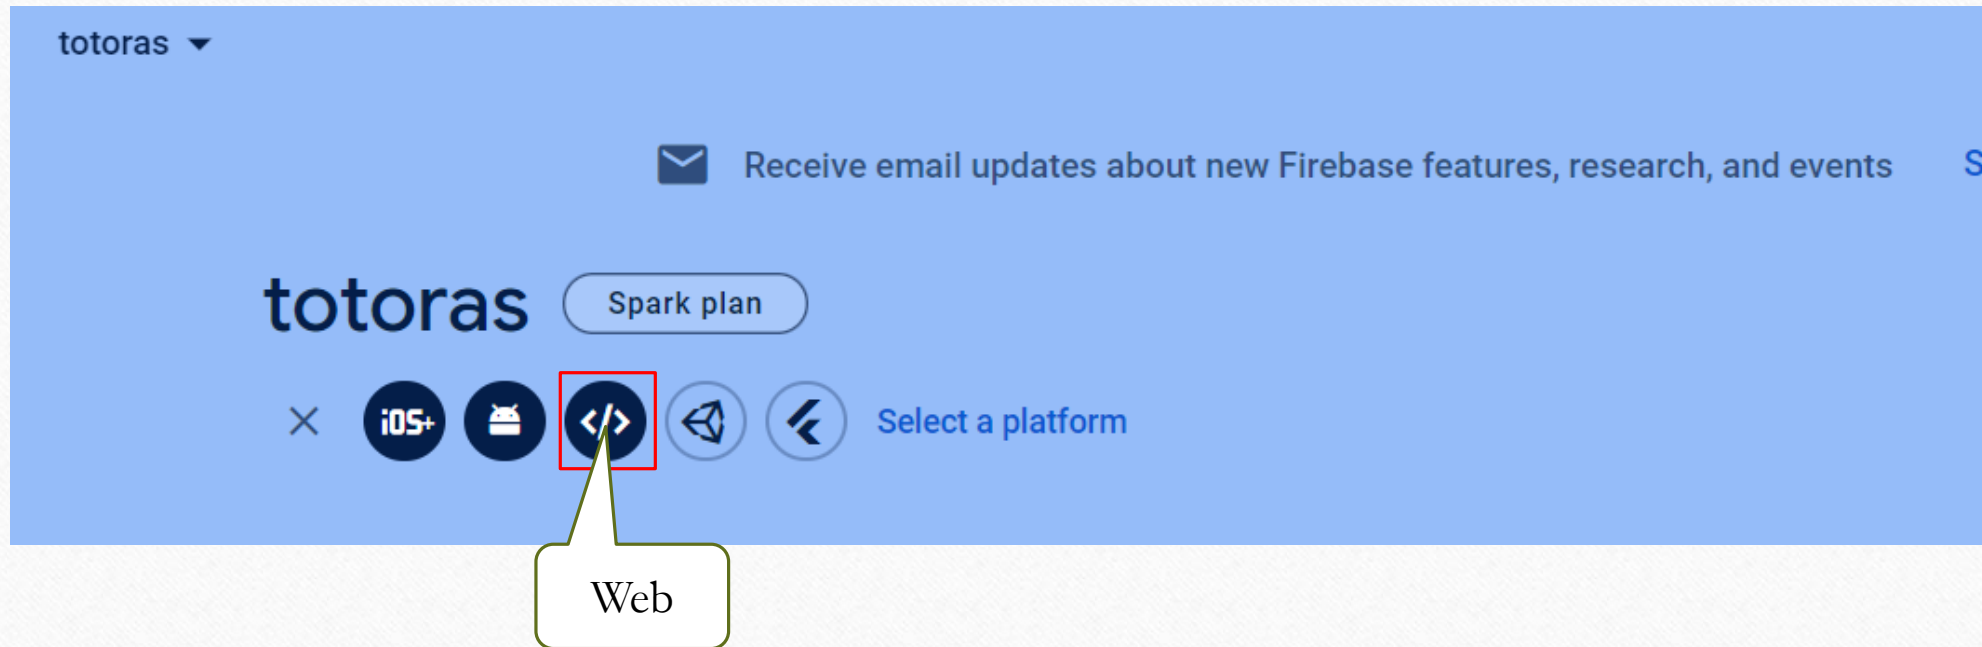 totoras
Receive email updates about new Firebase features, research, and events S
totoras Spark plan
iOS+ </> Select a platform
Web